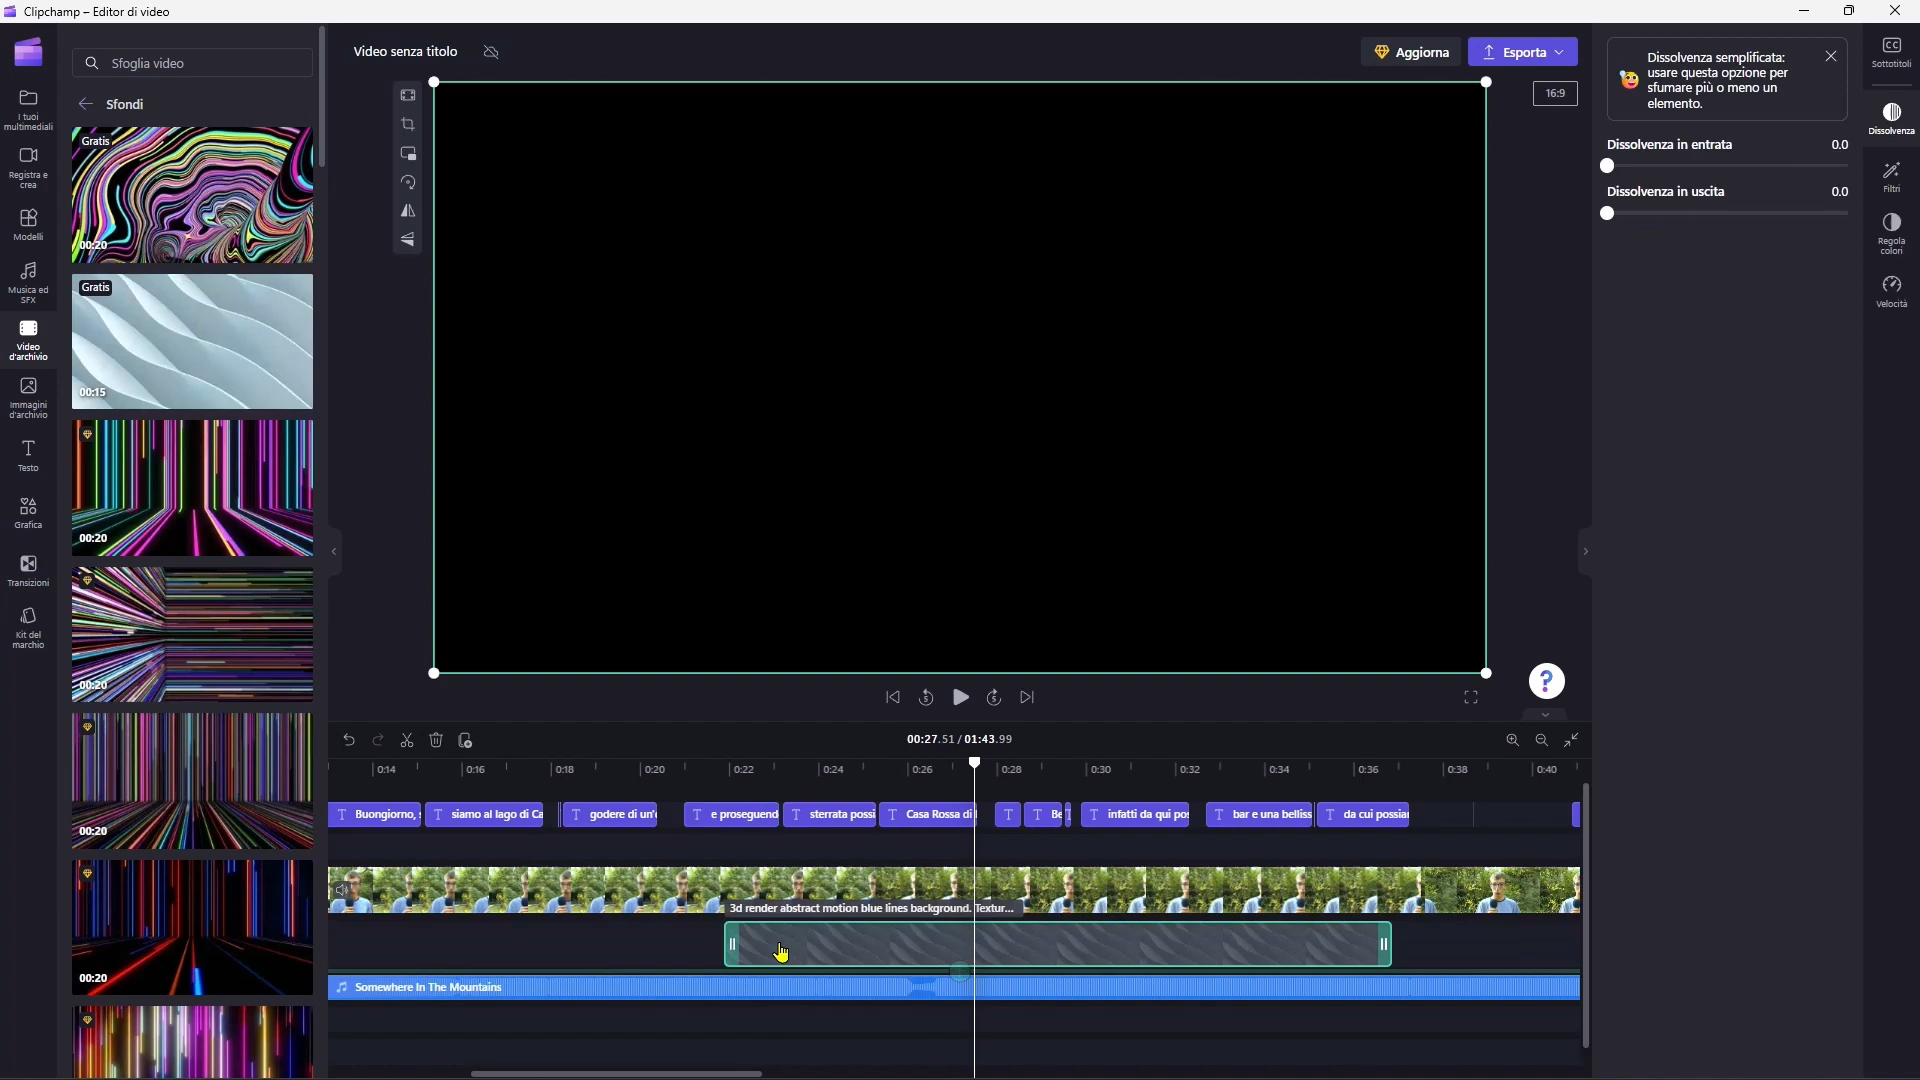 Clipchamp – Editor di video
Sfoglia video
Video senza titolo
Aggiorna
Esporta
16:9
Sfondi
I tuoi
multimediali
Registra e
crea
Modelli
Musica ed
SFX
Video
d'archivio
Immagini
d'archivio
Testo
Grafica
Transizioni
Kit del
marchio
Gratis
00:20
Gratis
00:15
00:20
00:20
00:20
00:20
Dissolvenza semplificata:
usare questa opzione per
sfumare più o meno un
elemento.
Dissolvenza in entrata 0.0
Dissolvenza in uscita 0.0
CC
Sottotitoli
Dissolvenza
Filtri
Regola
colori
Velocità
5
5
?
00:27.51 / 01:43.99
0:14 0:16 0:18 0:20 0:22 0:24 0:26 0:28 0:30 0:32 0:34 0:36 0:38 0:40
T Buongiorno, T siamo al lago di Ca T godere di un' T e proseguend T sterrata possi T Casa Rossa di T T Be T infatti da qui pos T bar e una belliss T da cui possia
3d render abstract motion blue lines background. Textur...
Somewhere In The Mountains